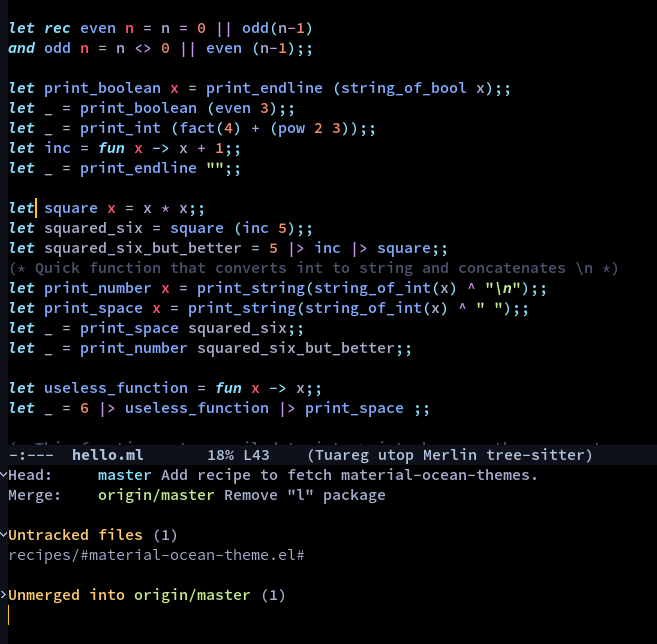 let rec even n = n = 0 || odd(n-1)
and odd n = n <> 0 || even (n-1);;
let print_boolean x = print_endline (string_of_bool x);;
let _ = print_boolean (even 3);;
let _ = print_int (fact(4) + (pow 2 3));;
let inc = fun x -> x + 1;;
let _ = print_endline "";;
let square x = x * x;;
let squared_six = square (inc 5);;
let squared_six_but_better = 5 |> inc |> square;;
(* Quick function that converts int to string and concatenates \n *)
let print_number x = print_string(string_of_int(x) ^ "\n");;
let print_space x = print_string(string_of_int(x) ^ " ");;
let _ = print_space squared_six;;
let _ = print_number squared_six_but_better;;
let useless_function = fun x -> x;;
let _ = 6 |> useless_function |> print_space ;;
-:--- hello.ml 18% L43 (Tuareg utop Merlin tree-sitter)
Head: master Add recipe to fetch material-ocean-themes.
Merge: origin/master Remove "l" package
Untracked files (1)
recipes/#material-ocean-theme.el#
Unmerged into origin/master (1)